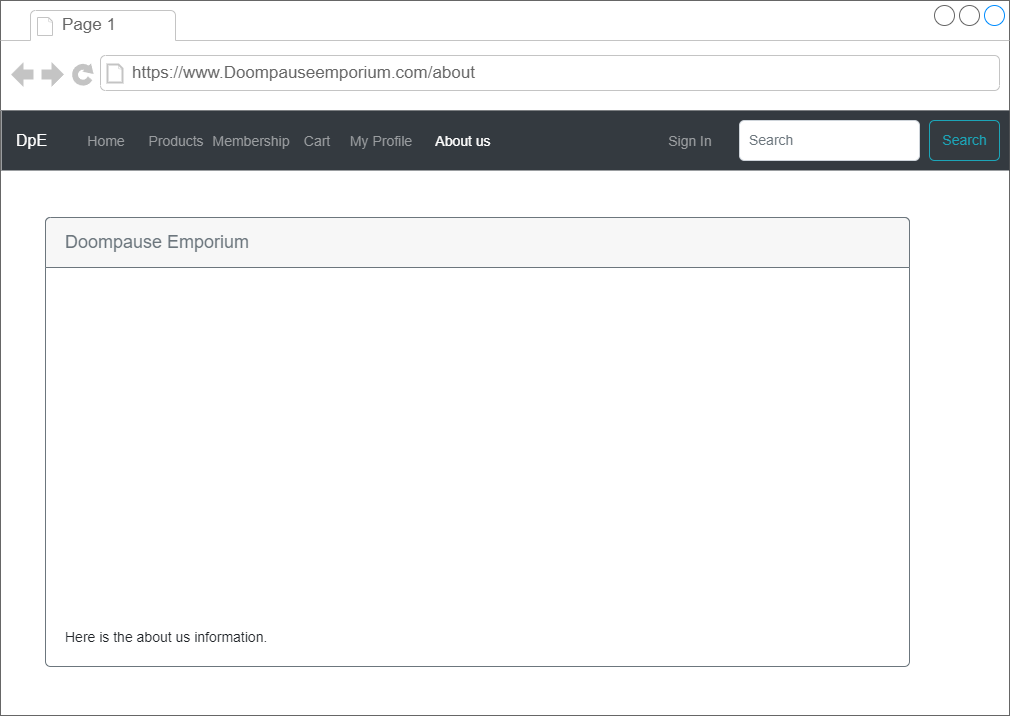 Page 1
https://www.Doompauseemporium.com/about
DpE Home Products Membership Cart My Profile About us Sign In Search Search
Doompause Emporium
Here is the about us information.